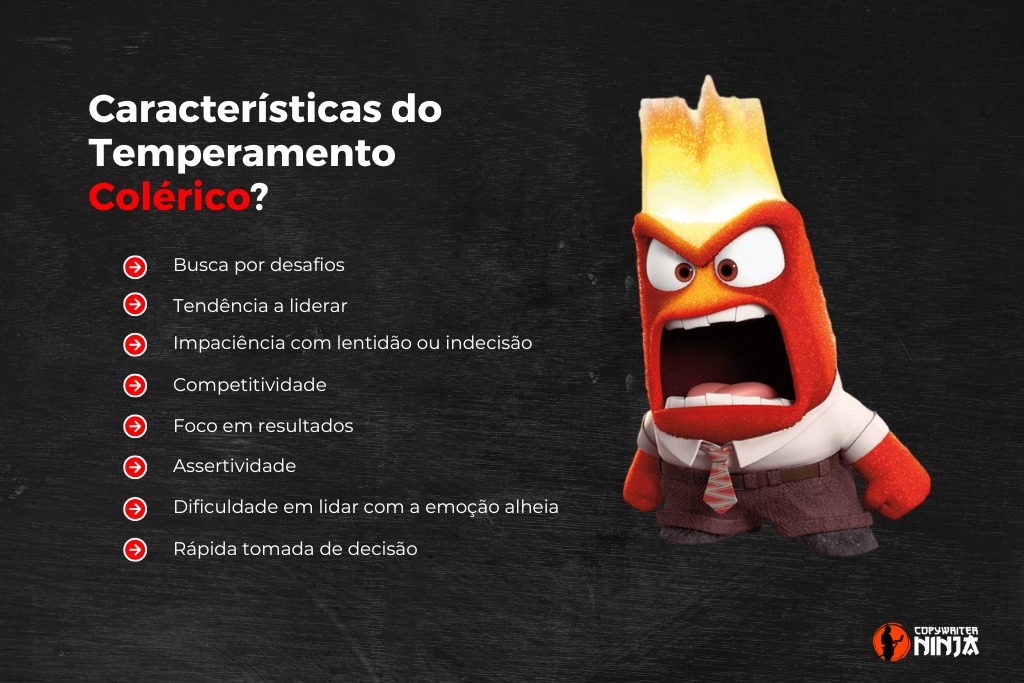 Características do
Temperamento
Colérico?
Busca por desafios
Tendência a liderar
Impaciência com lentidão ou indecisão
Competitividade
Foco em resultados
Assertividade
Dificuldade em lidar com a emoção alheia
Rápida tomada de decisão
COPYWRITER
NINJA